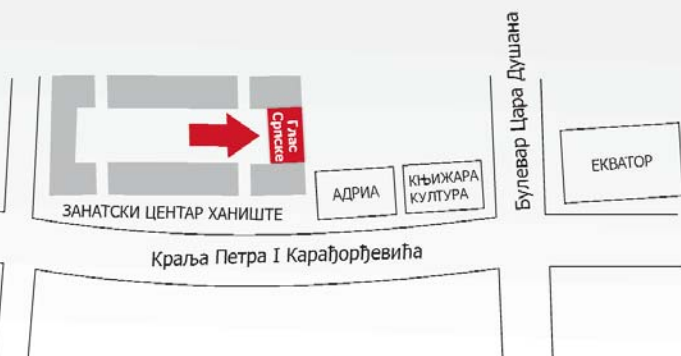 Булевар Цара Душана
Глас
Српске
ЕКВАТОР
АДРИА
КЊИЖАРА
КУЛТУРА
ЗАНАТСКИ ЦЕНТАР ХАНИШТЕ
Краља Петра I Карађорђевића